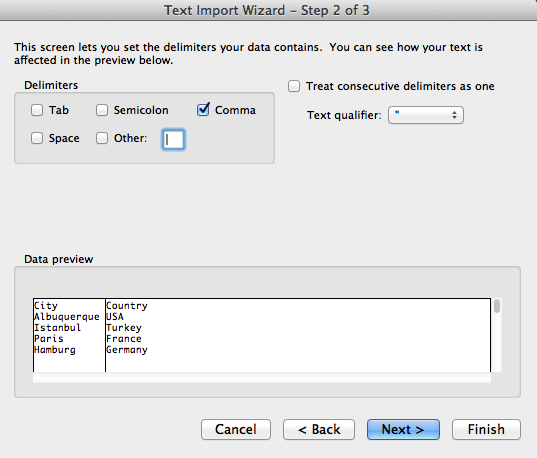 Text Import Wizard – Step 2 of 3
This screen lets you set the delimiters your data contains.  You can see how your text is
affected in the preview below.
Delimiters
Treat consecutive delimiters as one
Tab Semicolon Comma
Text qualifier: "
Space Other:
Data preview
City Country
Albuquerque USA
Istanbul Turkey
Paris France
Hamburg Germany
Cancel < Back Next > Finish